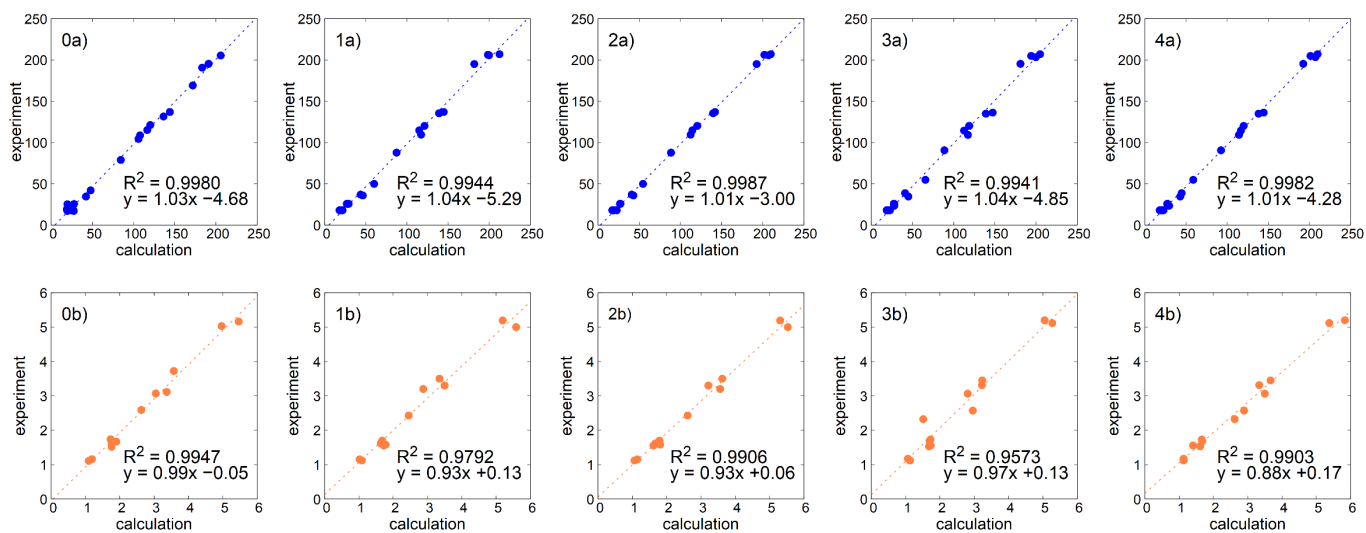 0a)
250
200
150
100
50
0
experiment
R² = 0.9980
y = 1.03x −4.68
0 50 100 150 200 250
calculation
1a)
250
200
150
100
50
0
experiment
R² = 0.9944
y = 1.04x −5.29
0 50 100 150 200 250
calculation
2a)
250
200
150
100
50
0
experiment
R² = 0.9987
y = 1.01x −3.00
0 50 100 150 200 250
calculation
3a)
250
200
150
100
50
0
experiment
R² = 0.9941
y = 1.04x −4.85
0 50 100 150 200 250
calculation
4a)
250
200
150
100
50
0
experiment
R² = 0.9982
y = 1.01x −4.28
0 50 100 150 200 250
calculation
0b)
6
5
4
3
2
1
0
experiment
R² = 0.9947
y = 0.99x −0.05
0 1 2 3 4 5 6
calculation
1b)
6
5
4
3
2
1
0
experiment
R² = 0.9792
y = 0.93x +0.13
0 1 2 3 4 5 6
calculation
2b)
6
5
4
3
2
1
0
experiment
R² = 0.9906
y = 0.93x +0.06
0 1 2 3 4 5 6
calculation
3b)
6
5
4
3
2
1
0
experiment
R² = 0.9573
y = 0.97x +0.13
0 1 2 3 4 5 6
calculation
4b)
6
5
4
3
2
1
0
experiment
R² = 0.9903
y = 0.88x +0.17
0 1 2 3 4 5 6
calculation